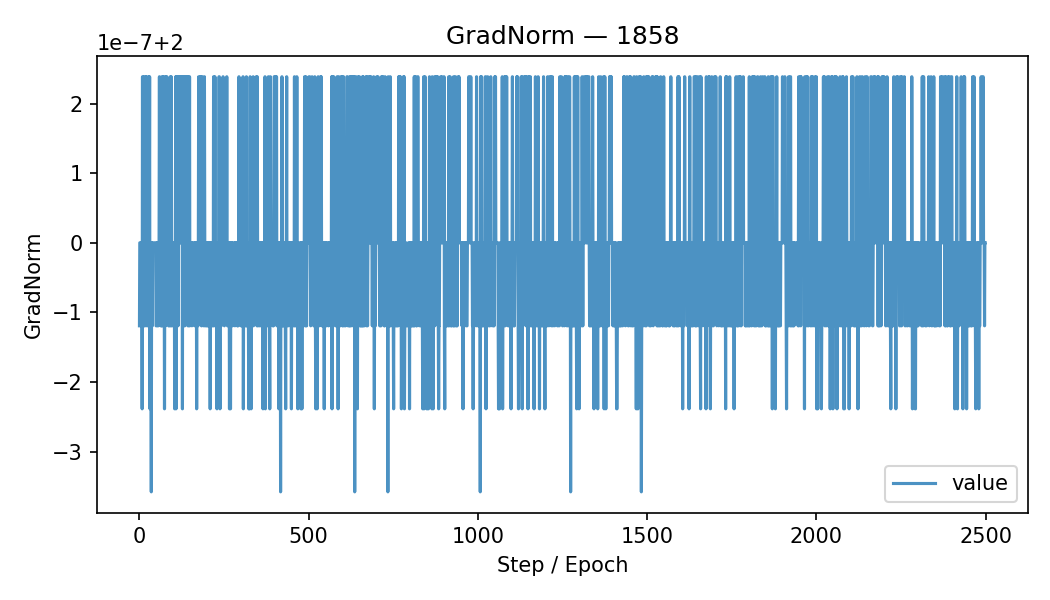 GradNorm — 1858
1e−7+2
2
1
0
−1
−2
−3
GradNorm
value
0 500 1000 1500 2000 2500
Step / Epoch